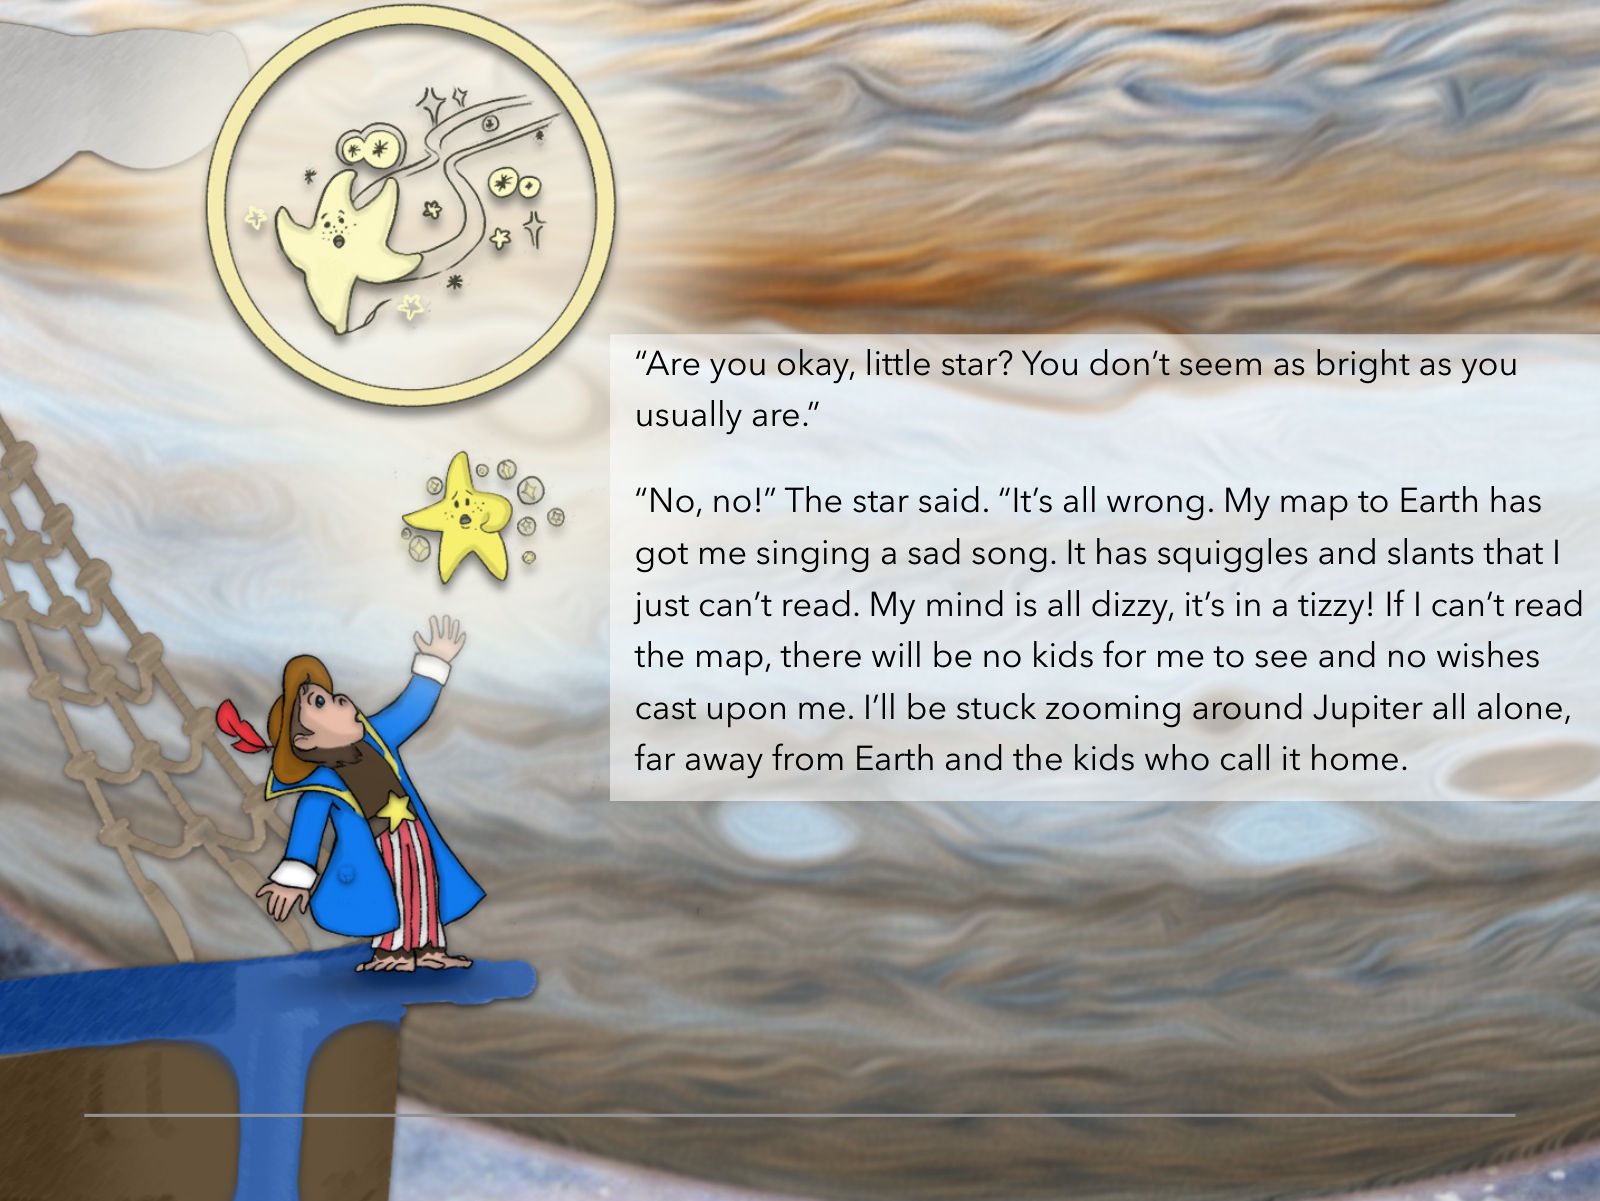 “Are you okay, little star? You don’t seem as bright as you
usually are.”
“No, no!” The star said. “It’s all wrong. My map to Earth has
got me singing a sad song. It has squiggles and slants that I
just can’t read. My mind is all dizzy, it’s in a tizzy! If I can’t read
the map, there will be no kids for me to see and no wishes
cast upon me. I’ll be stuck zooming around Jupiter all alone,
far away from Earth and the kids who call it home.